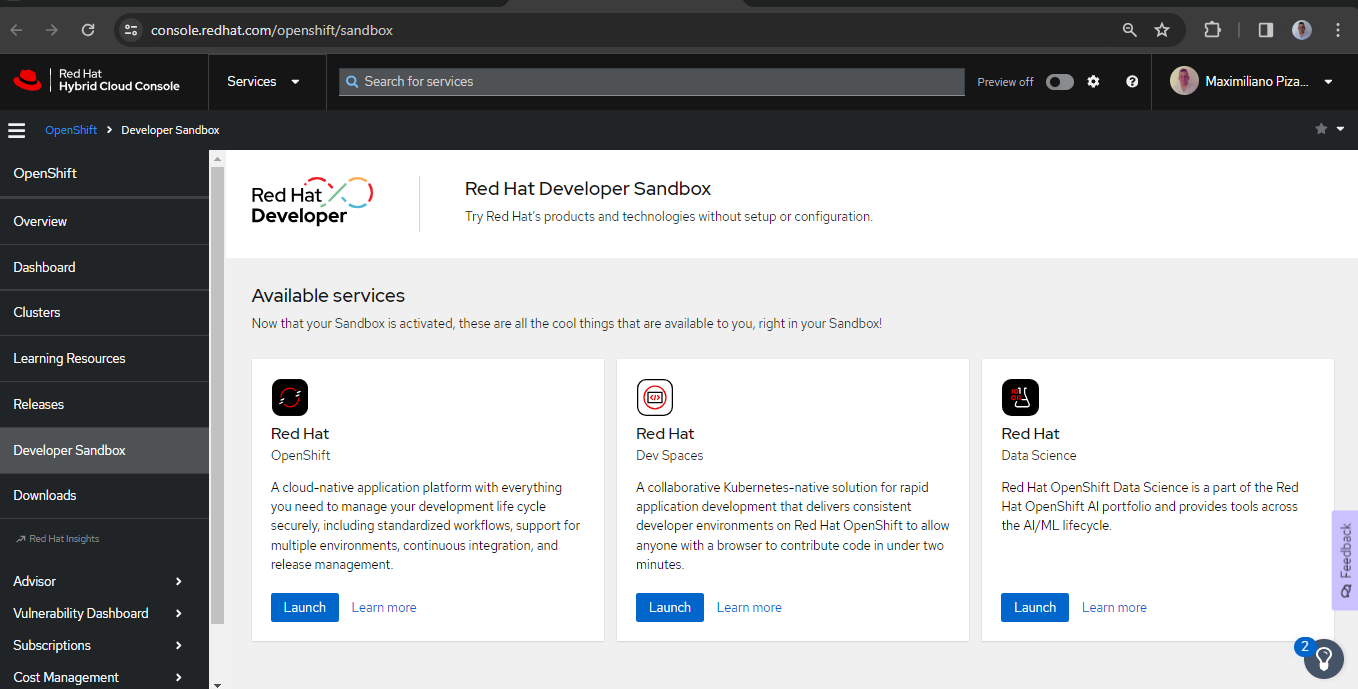 console.redhat.com/openshift/sandbox
Red Hat
Hybrid Cloud Console
Services
Search for services
Preview off
Maximiliano Piza...
OpenShift
Developer Sandbox
OpenShift
Overview
Dashboard
Clusters
Learning Resources
Releases
Developer Sandbox
Downloads
Red Hat Insights
Advisor
Vulnerability Dashboard
Subscriptions
Cost Management
Red Hat
Developer
Red Hat Developer Sandbox
Try Red Hat's products and technologies without setup or configuration.
Available services
Now that your Sandbox is activated, these are all the cool things that are available to you, right in your Sandbox!
Red Hat
OpenShift
A cloud-native application platform with everything
you need to manage your development life cycle
securely, including standardized workflows, support for
multiple environments, continuous integration, and
release management.
Launch
Learn more
Red Hat
Dev Spaces
A collaborative Kubernetes-native solution for rapid
application development that delivers consistent
developer environments on Red Hat OpenShift to allow
anyone with a browser to contribute code in under two
minutes.
Launch
Learn more
Red Hat
Data Science
Red Hat OpenShift Data Science is a part of the Red
Hat OpenShift AI portfolio and provides tools across
the AI/ML lifecycle.
Launch
Learn more
Feedback
2